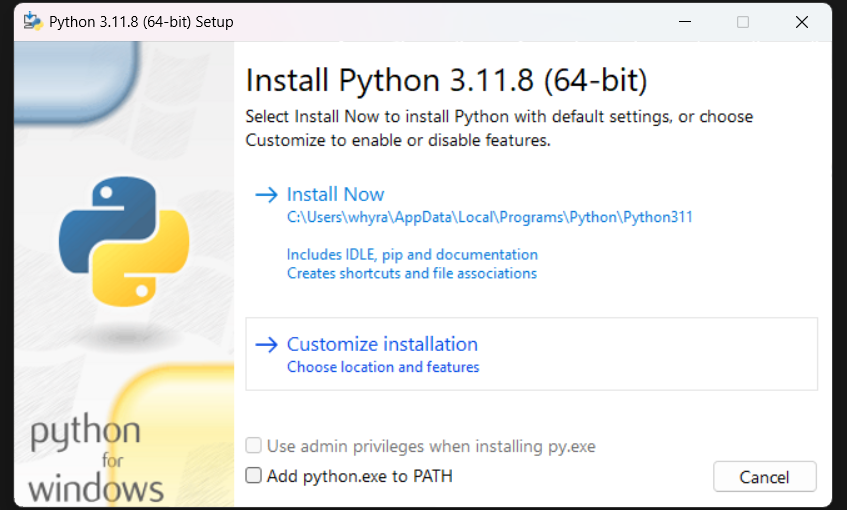 Python 3.11.8 (64-bit) Setup
Install Python 3.11.8 (64-bit)
Select Install Now to install Python with default settings, or choose
Customize to enable or disable features.
Install Now
C:\Users\whyra\AppData\Local\Programs\Python\Python311
Includes IDLE, pip and documentation
Creates shortcuts and file associations
Customize installation
Choose location and features
Use admin privileges when installing py.exe
Add python.exe to PATH
Cancel
python
for
windows